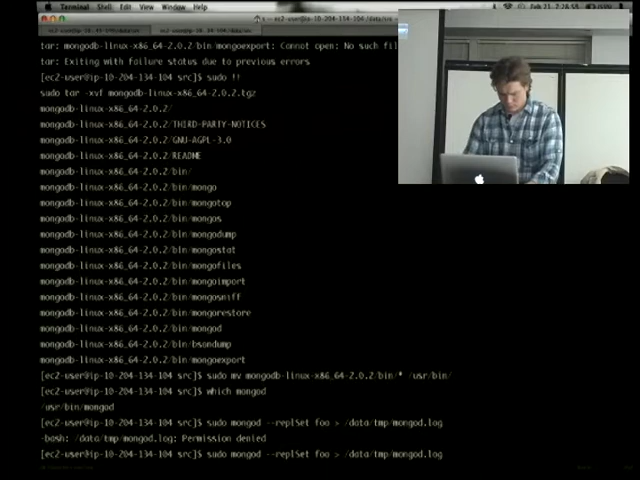 Terminal Shell Edit View Window Help
tar: mongodb-linux-x86_64-2.0.2/bin/mongoexport: Cannot open: No such fil
tar: Exiting with failure status due to previous errors
[ec2-user@ip-10-204-134-104 src]$ sudo !!
sudo tar -xvf mongodb-linux-x86_64-2.0.2.tgz
mongodb-linux-x86_64-2.0.2/
mongodb-linux-x86_64-2.0.2/THIRD-PARTY-NOTICES
mongodb-linux-x86_64-2.0.2/GNU-AGPL-3.0
mongodb-linux-x86_64-2.0.2/README
mongodb-linux-x86_64-2.0.2/bin/
mongodb-linux-x86_64-2.0.2/bin/mongo
mongodb-linux-x86_64-2.0.2/bin/mongotop
mongodb-linux-x86_64-2.0.2/bin/mongos
mongodb-linux-x86_64-2.0.2/bin/mongodump
mongodb-linux-x86_64-2.0.2/bin/mongostat
mongodb-linux-x86_64-2.0.2/bin/mongofiles
mongodb-linux-x86_64-2.0.2/bin/mongoimport
mongodb-linux-x86_64-2.0.2/bin/mongosniff
mongodb-linux-x86_64-2.0.2/bin/mongorestore
mongodb-linux-x86_64-2.0.2/bin/mongod
mongodb-linux-x86_64-2.0.2/bin/bsondump
mongodb-linux-x86_64-2.0.2/bin/mongoexport
[ec2-user@ip-10-204-134-104 src]$ sudo mv mongodb-linux-x86_64-2.0.2/bin/* /usr/bin/
[ec2-user@ip-10-204-134-104 src]$ which mongod
/usr/bin/mongod
[ec2-user@ip-10-204-134-104 src]$ sudo mongod --replSet foo > /data/tmp/mongod.log
-bash: /data/tmp/mongod.log: Permission denied
[ec2-user@ip-10-204-134-104 src]$ sudo mongod --replSet foo > /data/tmp/mongod.log